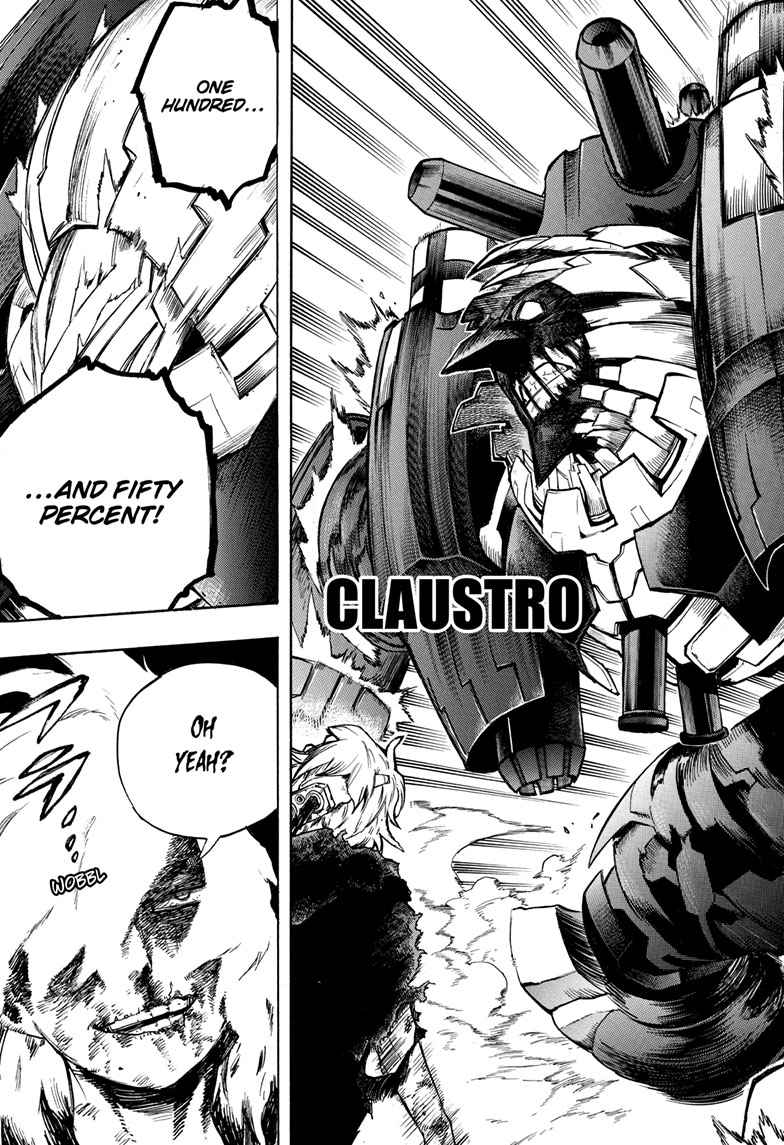 ONE
HUNDRED...
...AND FIFTY
PERCENT!
CLAUSTRO
OH
YEAH?
WOBBL